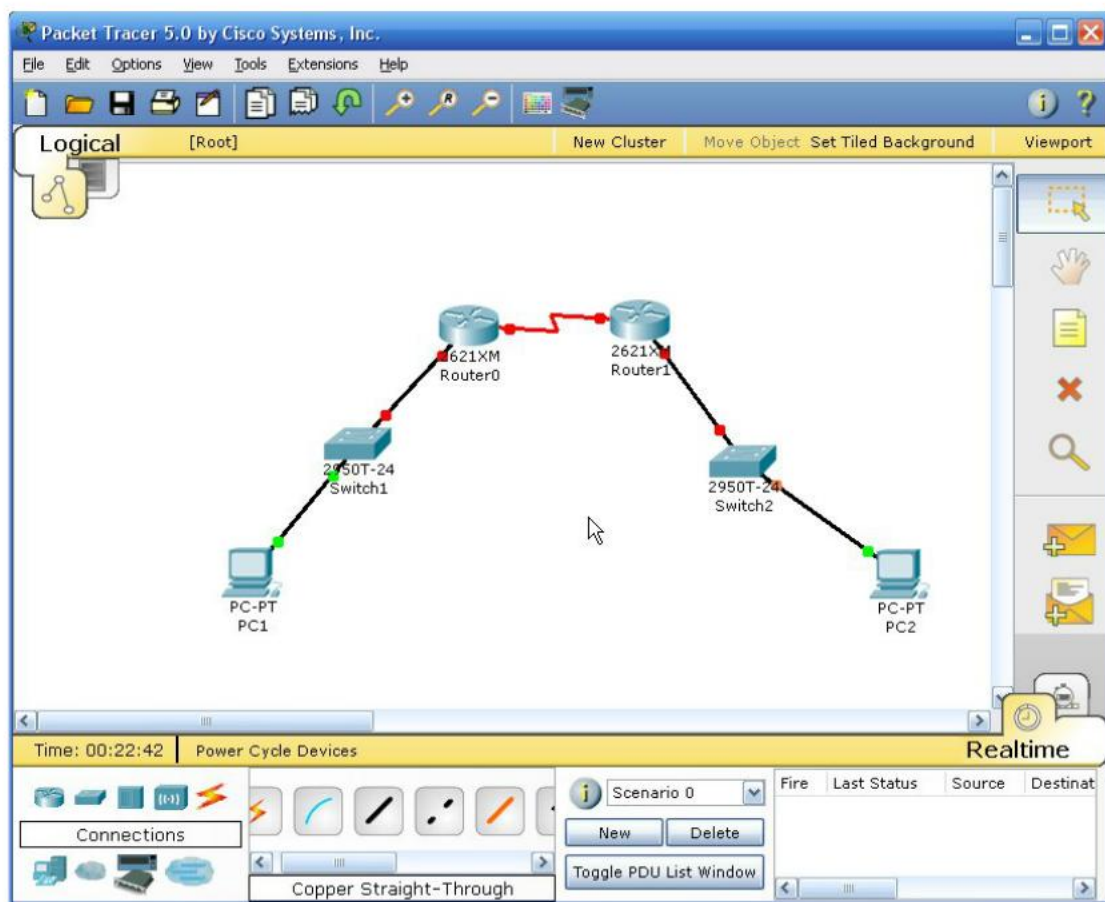 Packet Tracer 5.0 by Cisco Systems, Inc.
File Edit Options View Tools Extensions Help
Logical [Root] New Cluster Move Object Set Tiled Background Viewport
2621XM
Router0
2621XM
Router1
2950T-24
Switch1
2950T-24
Switch2
PC-PT
PC1
PC-PT
PC2
Time: 00:22:42 Power Cycle Devices Realtime
Connections
Copper Straight-Through
Scenario 0
New Delete
Toggle PDU List Window
Fire Last Status Source Destinat